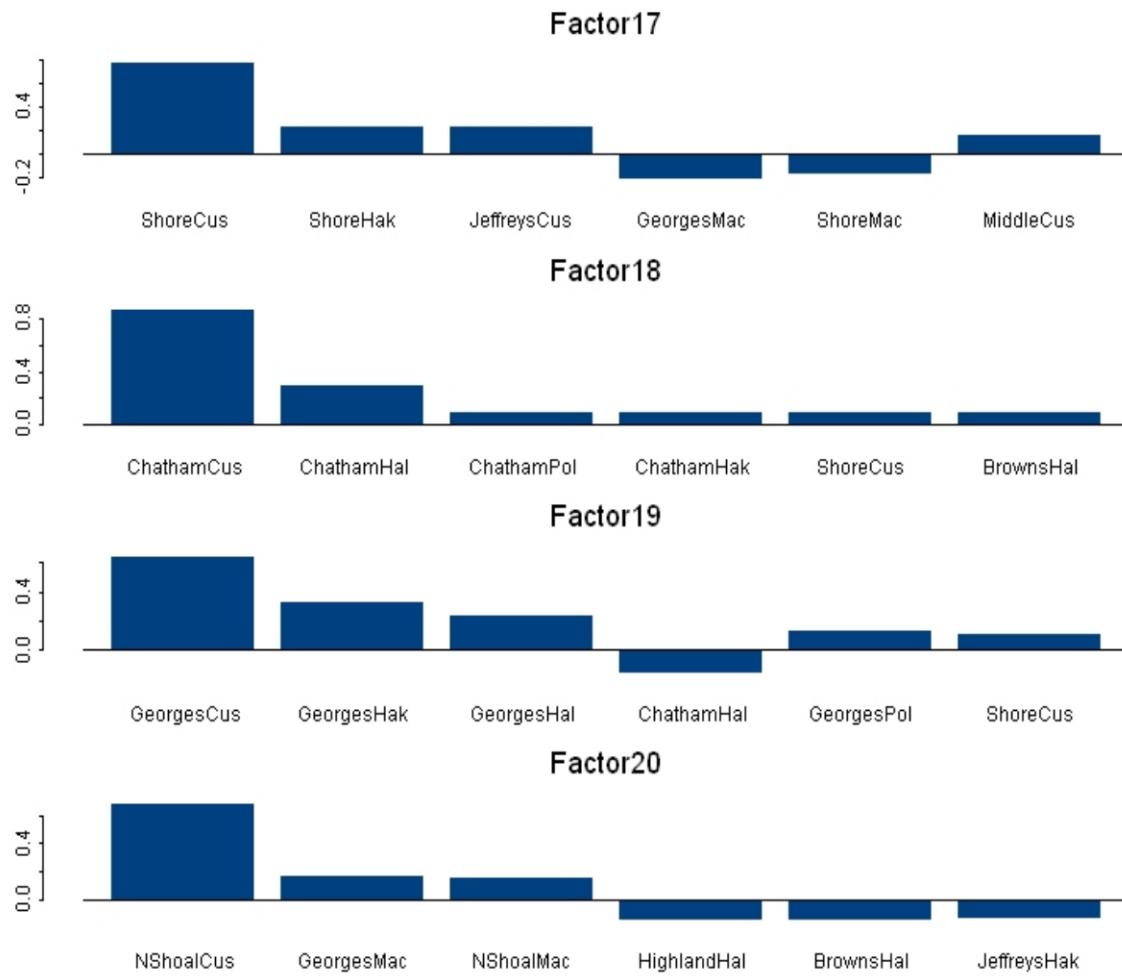 Factor17
0.4
-0.2
ShoreCus ShoreHak JeffreysCus GeorgesMac ShoreMac MiddleCus
Factor18
0.8
0.4
0.0
ChathamCus ChathamHal ChathamPol ChathamHak ShoreCus BrownsHal
Factor19
0.4
0.0
GeorgesCus GeorgesHak GeorgesHal ChathamHal GeorgesPol ShoreCus
Factor20
0.4
0.0
NShoalCus GeorgesMac NShoalMac HighlandHal BrownsHal JeffreysHak